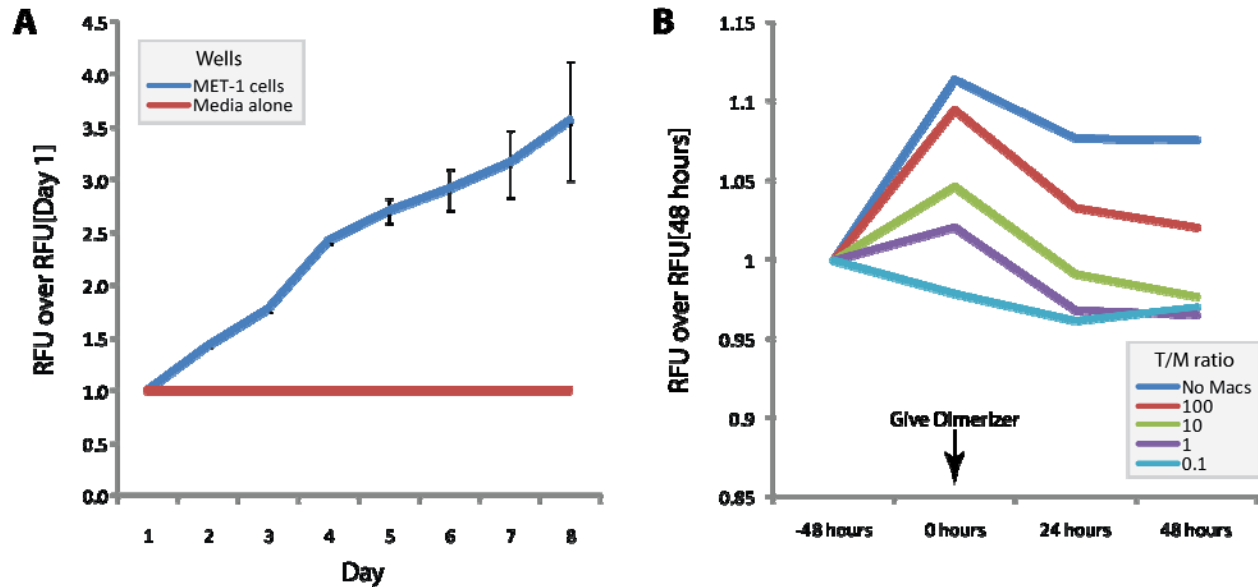 A
RFU over RFU[Day 1]
4.5
4.0
3.5
3.0
2.5
2.0
1.5
1.0
0.5
0.0
Wells
MET-1 cells
Media alone
1 2 3 4 5 6 7 8
Day
B
RFU over RFU[48 hours]
1.15
1.1
1.05
1
0.95
0.9
0.85
Give Dimerizer
T/M ratio
No Macs
100
10
1
0.1
-48 hours 0 hours 24 hours 48 hours